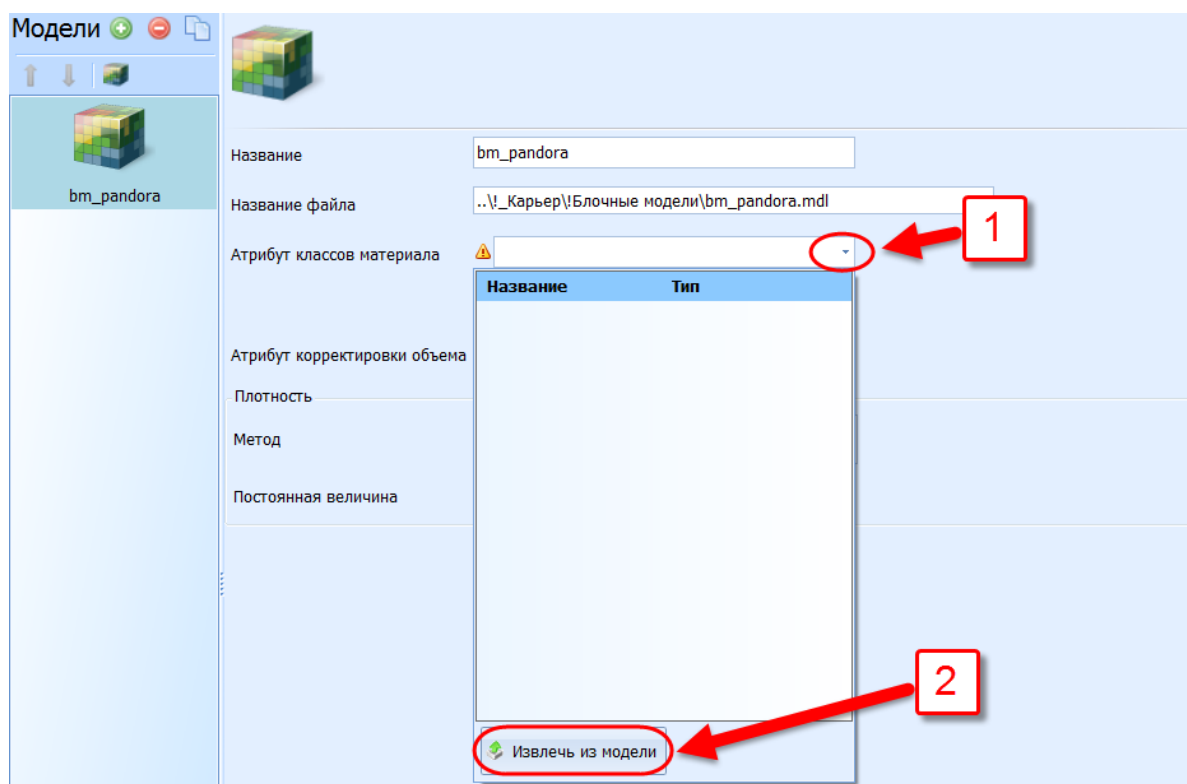 Модели
bm_pandora
Название
bm_pandora
Название файла
..\!_Карьер\!Блочные модели\bm_pandora.mdl
1
Атрибут классов материала
Название Тип
Атрибут корректировки объема
Плотность
Метод
Постоянная величина
2
Извлечь из модели